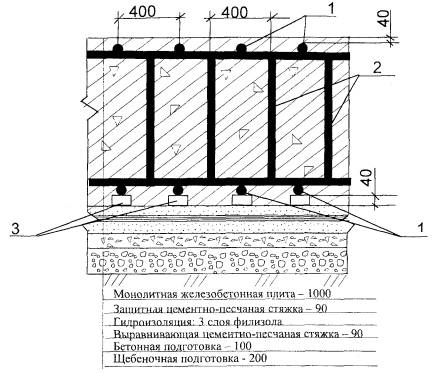 400
400
1
40
2
40
3
1
Монолитная железобетонная плита – 1000
Защитная цементно-песчаная стяжка – 90
Гидроизоляция: 3 слоя филизола
Выравнивающая цементно-песчаная стяжка – 90
Бетонная подготовка – 100
Щебеночная подготовка - 200